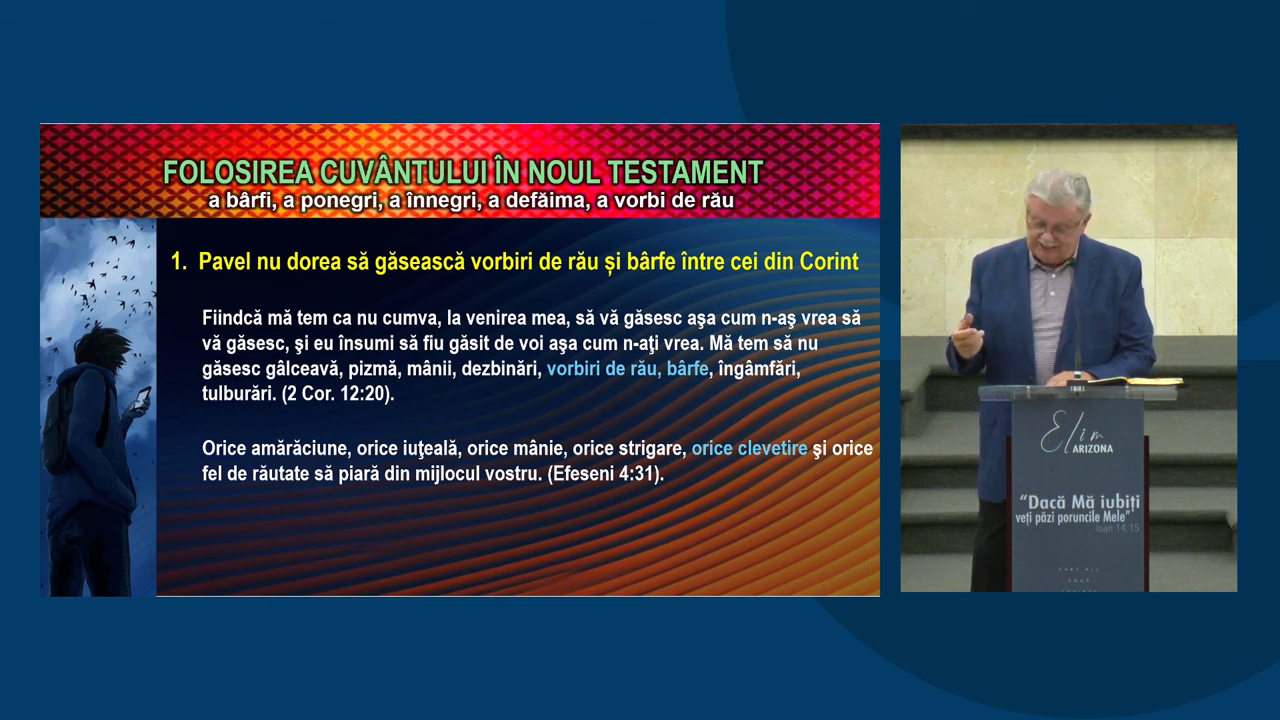 FOLOSIREA CUVÂNTULUI ÎN NOUL TESTAMENT
a bârfi, a ponegri, a înnegri, a defăima, a vorbi de rău
1. Pavel nu dorea să găsească vorbiri de rău și bârfe între cei din Corint
Fiindcă mă tem ca nu cumva, la venirea mea, să vă găsesc aşa cum n-aş vrea să
vă găsesc, şi eu însumi să fiu găsit de voi aşa cum n-aţi vrea. Mă tem să nu
găsesc gâlceavă, pizmă, mânii, dezbinări, vorbiri de rău, bârfe, îngâmfări,
tulburări. (2 Cor. 12:20).
Orice amărăciune, orice iuţeală, orice mânie, orice strigare, orice clevetire şi orice
fel de răutate să piară din mijlocul vostru. (Efeseni 4:31).
Elim
ARIZONA
“Dacă Mă iubiți
veți păzi poruncile Mele”
Ioan 14:15